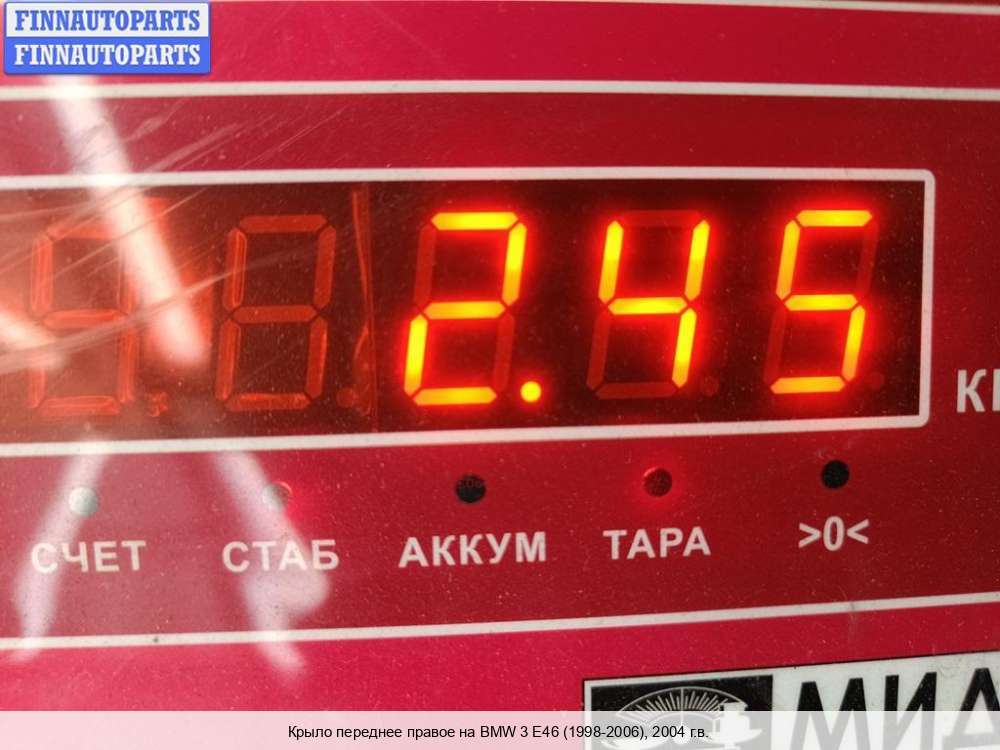 FINNAUTOPARTS
FINNAUTOPARTS
2.45
СЧЕТ СТАБ АККУМ ТАРА >0<
Крыло переднее правое на BMW 3 E46 (1998-2006), 2004 г.в.